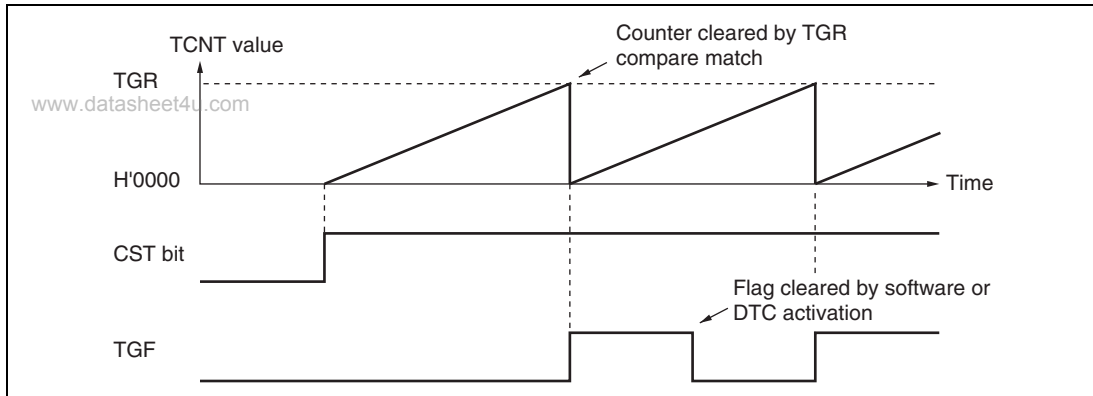 TCNT value
Counter cleared by TGR
compare match
TGR
www.datasheet4u.com
H'0000
Time
CST bit
Flag cleared by software or
DTC activation
TGF